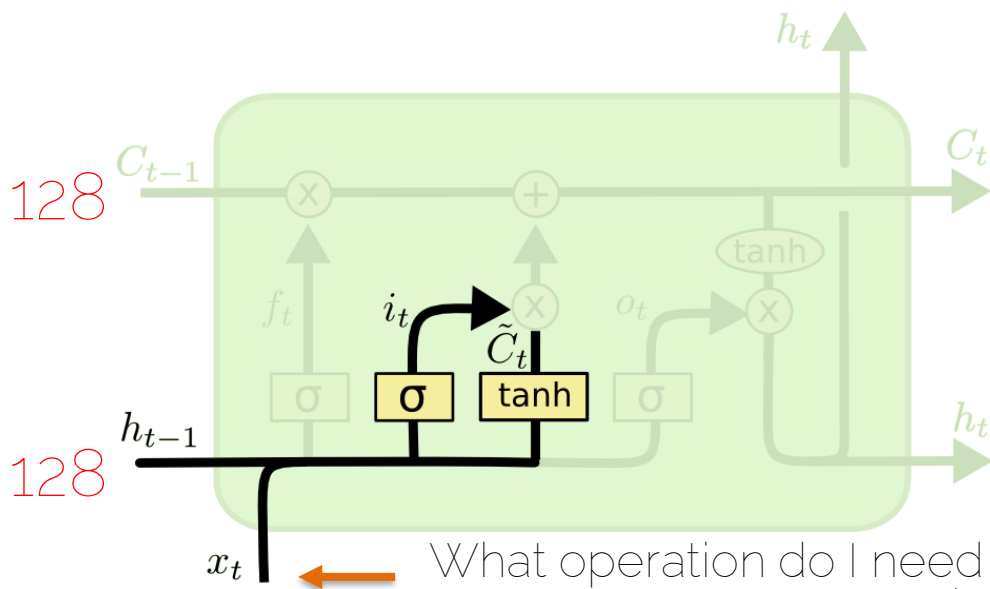 h_t
C_{t-1}
C_t
128
x
+
tanh
f_t
i_t
x
o_t
x
\tilde{C}_t
σ
σ
tanh
σ
h_{t-1}
h_t
128
x_t
What operation do I need